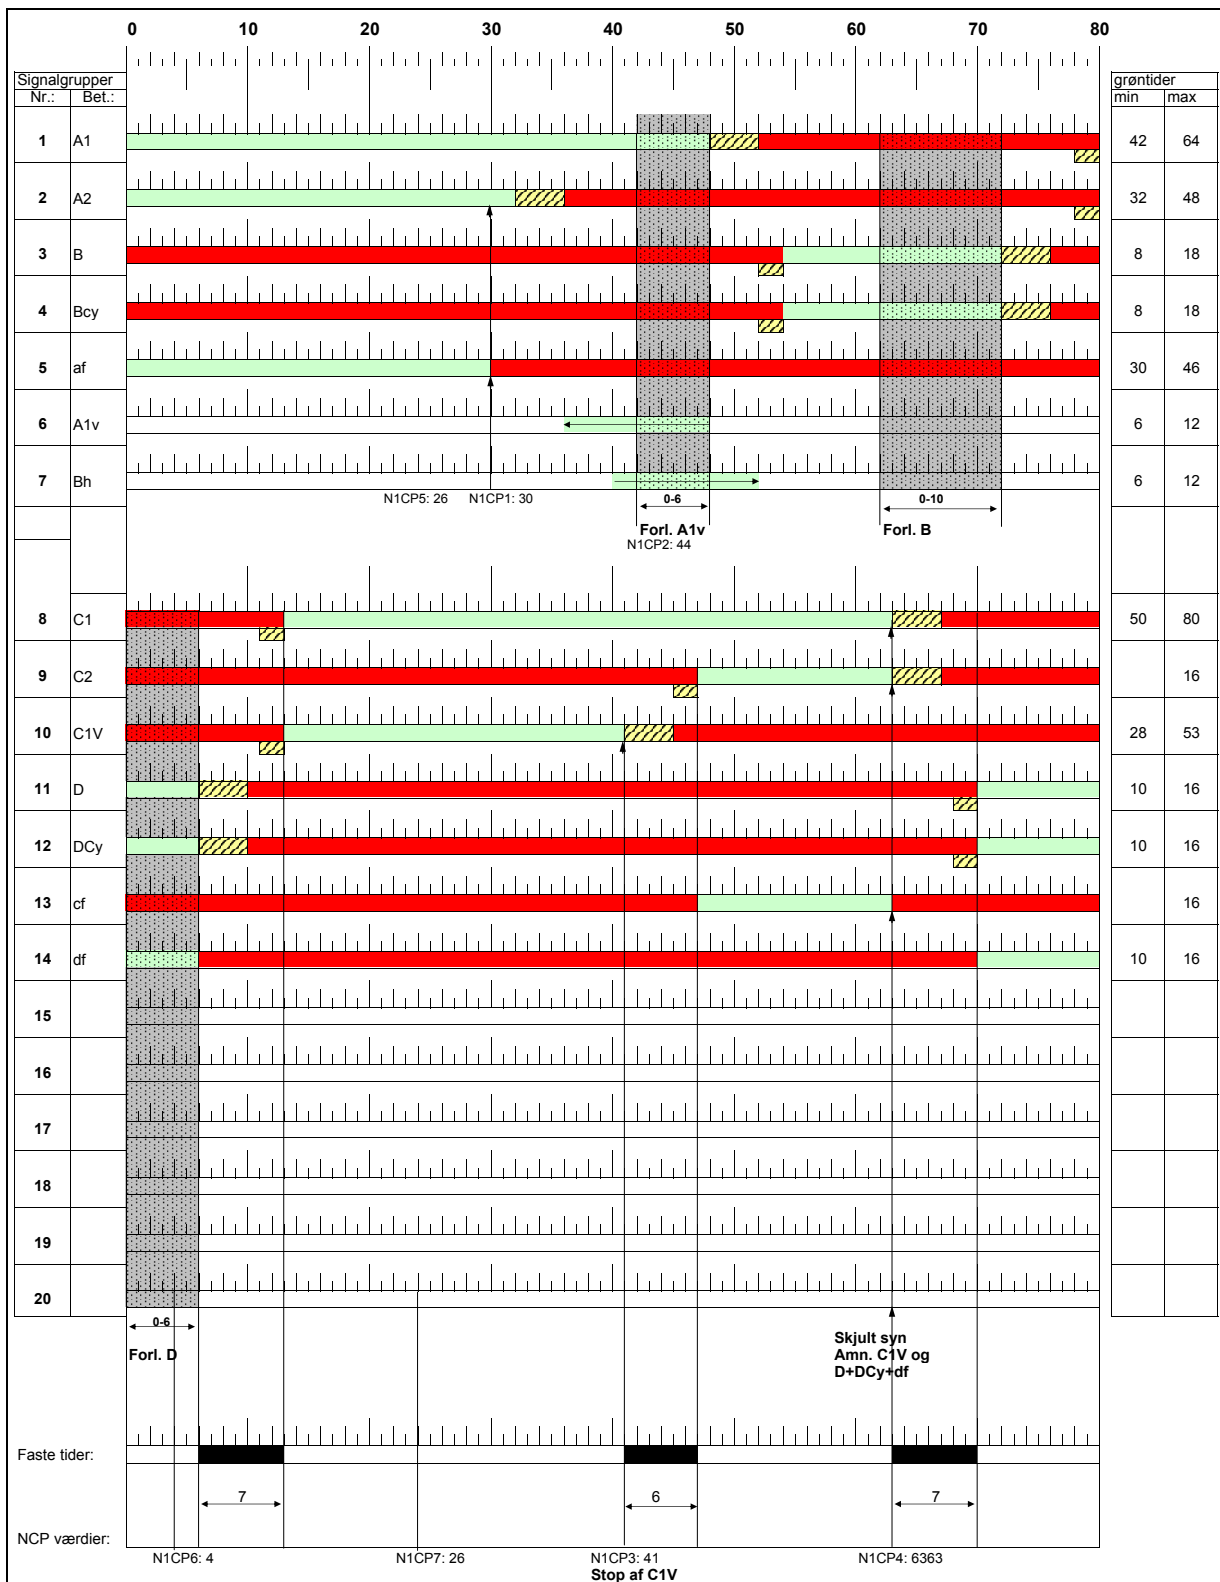 0 10 20 30 40 50 60 70 80
Signalgrupper grøntider
Nr.: Bet.: min max
1 A1 42 64
2 A2 32 48
3 B 8 18
4 Bcy 8 18
5 af 30 46
6 A1v 6 12
7 Bh 6 12
N1CP5: 26 N1CP1: 30 0-6 0-10
Forl. A1v Forl. B
N1CP2: 44
8 C1 50 80
9 C2 16
10 C1V 28 53
11 D 10 16
12 DCy 10 16
13 cf 16
14 df 10 16
15
16
17
18
19
20
0-6
Forl. D
Skjult syn
Amn. C1V og
D+DCy+df
Faste tider:
7 6 7
NCP værdier:
N1CP6: 4 N1CP7: 26 N1CP3: 41 N1CP4: 6363
Stop af C1V